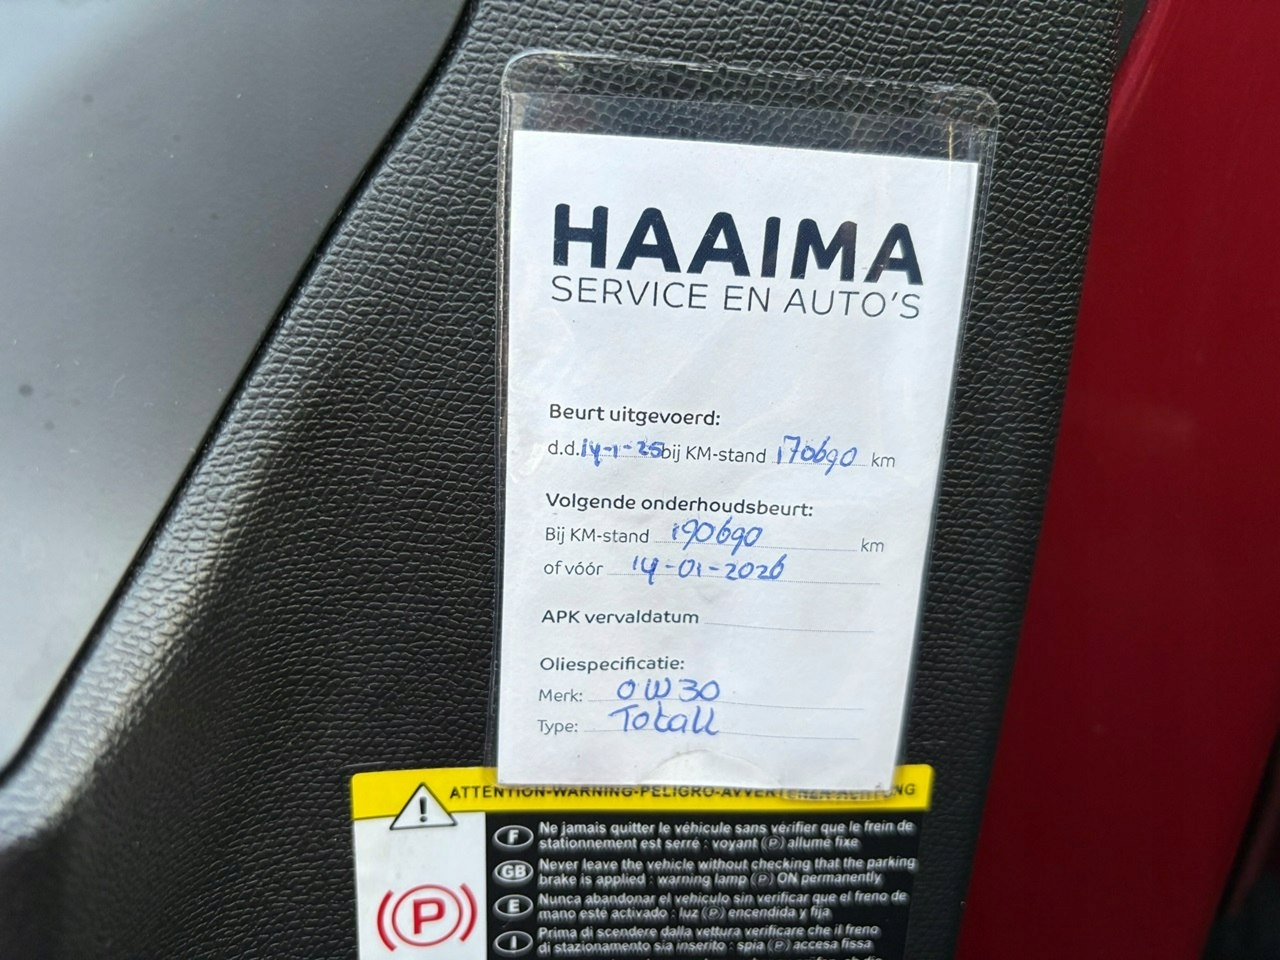 HAAIMA
SERVICE EN AUTO'S
Beurt uitgevoerd:
d.d. 14-1-25 bij KM-stand 170690 km
Volgende onderhoudsbeurt:
Bij KM-stand 190690 km
of vóór 14-01-2026
APK vervaldatum
Oliespecificatie:
Merk: 0W30
Type: Totall
ATTENTION-WARNING-PELIGRO-AVVERTENZA-ACHTUNG
F Ne jamais quitter le véhicule sans vérifier que le frein de
stationnement est serré : voyant (P) allumé fixe
GB Never leave the vehicle without checking that the parking
brake is applied : warning lamp (P) ON permanently
E Nunca abandonar el vehículo sin verificar que el freno de
mano esté activado : luz (P) encendida y fija
I Prima di scendere dalla vettura verificare che il freno
di stazionamento sia inserito : spia (P) accesa fissa
(P)